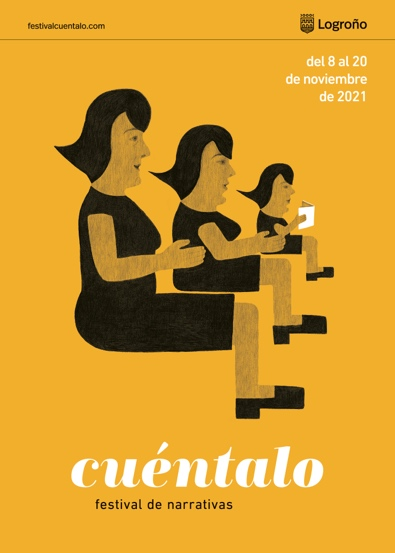 festivalcuentalo.com
Logroño
del 8 al 20
de noviembre
de 2021
cuéntalo
festival de narrativas